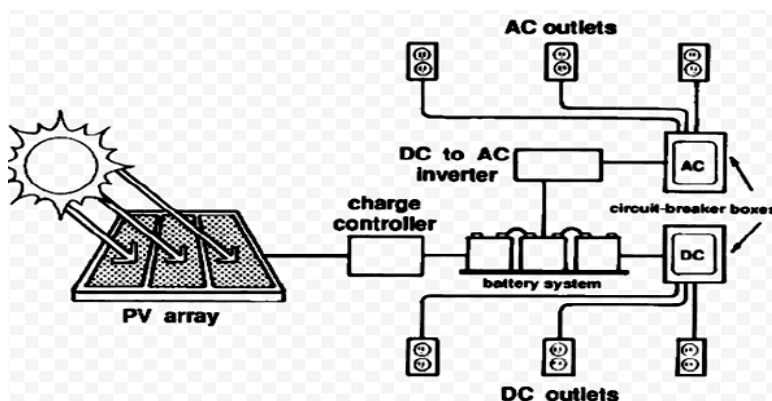 AC outlets
DC to AC
inverter
AC
charge
controller
circuit-breaker boxes
DC
battery system
PV array
DC outlets